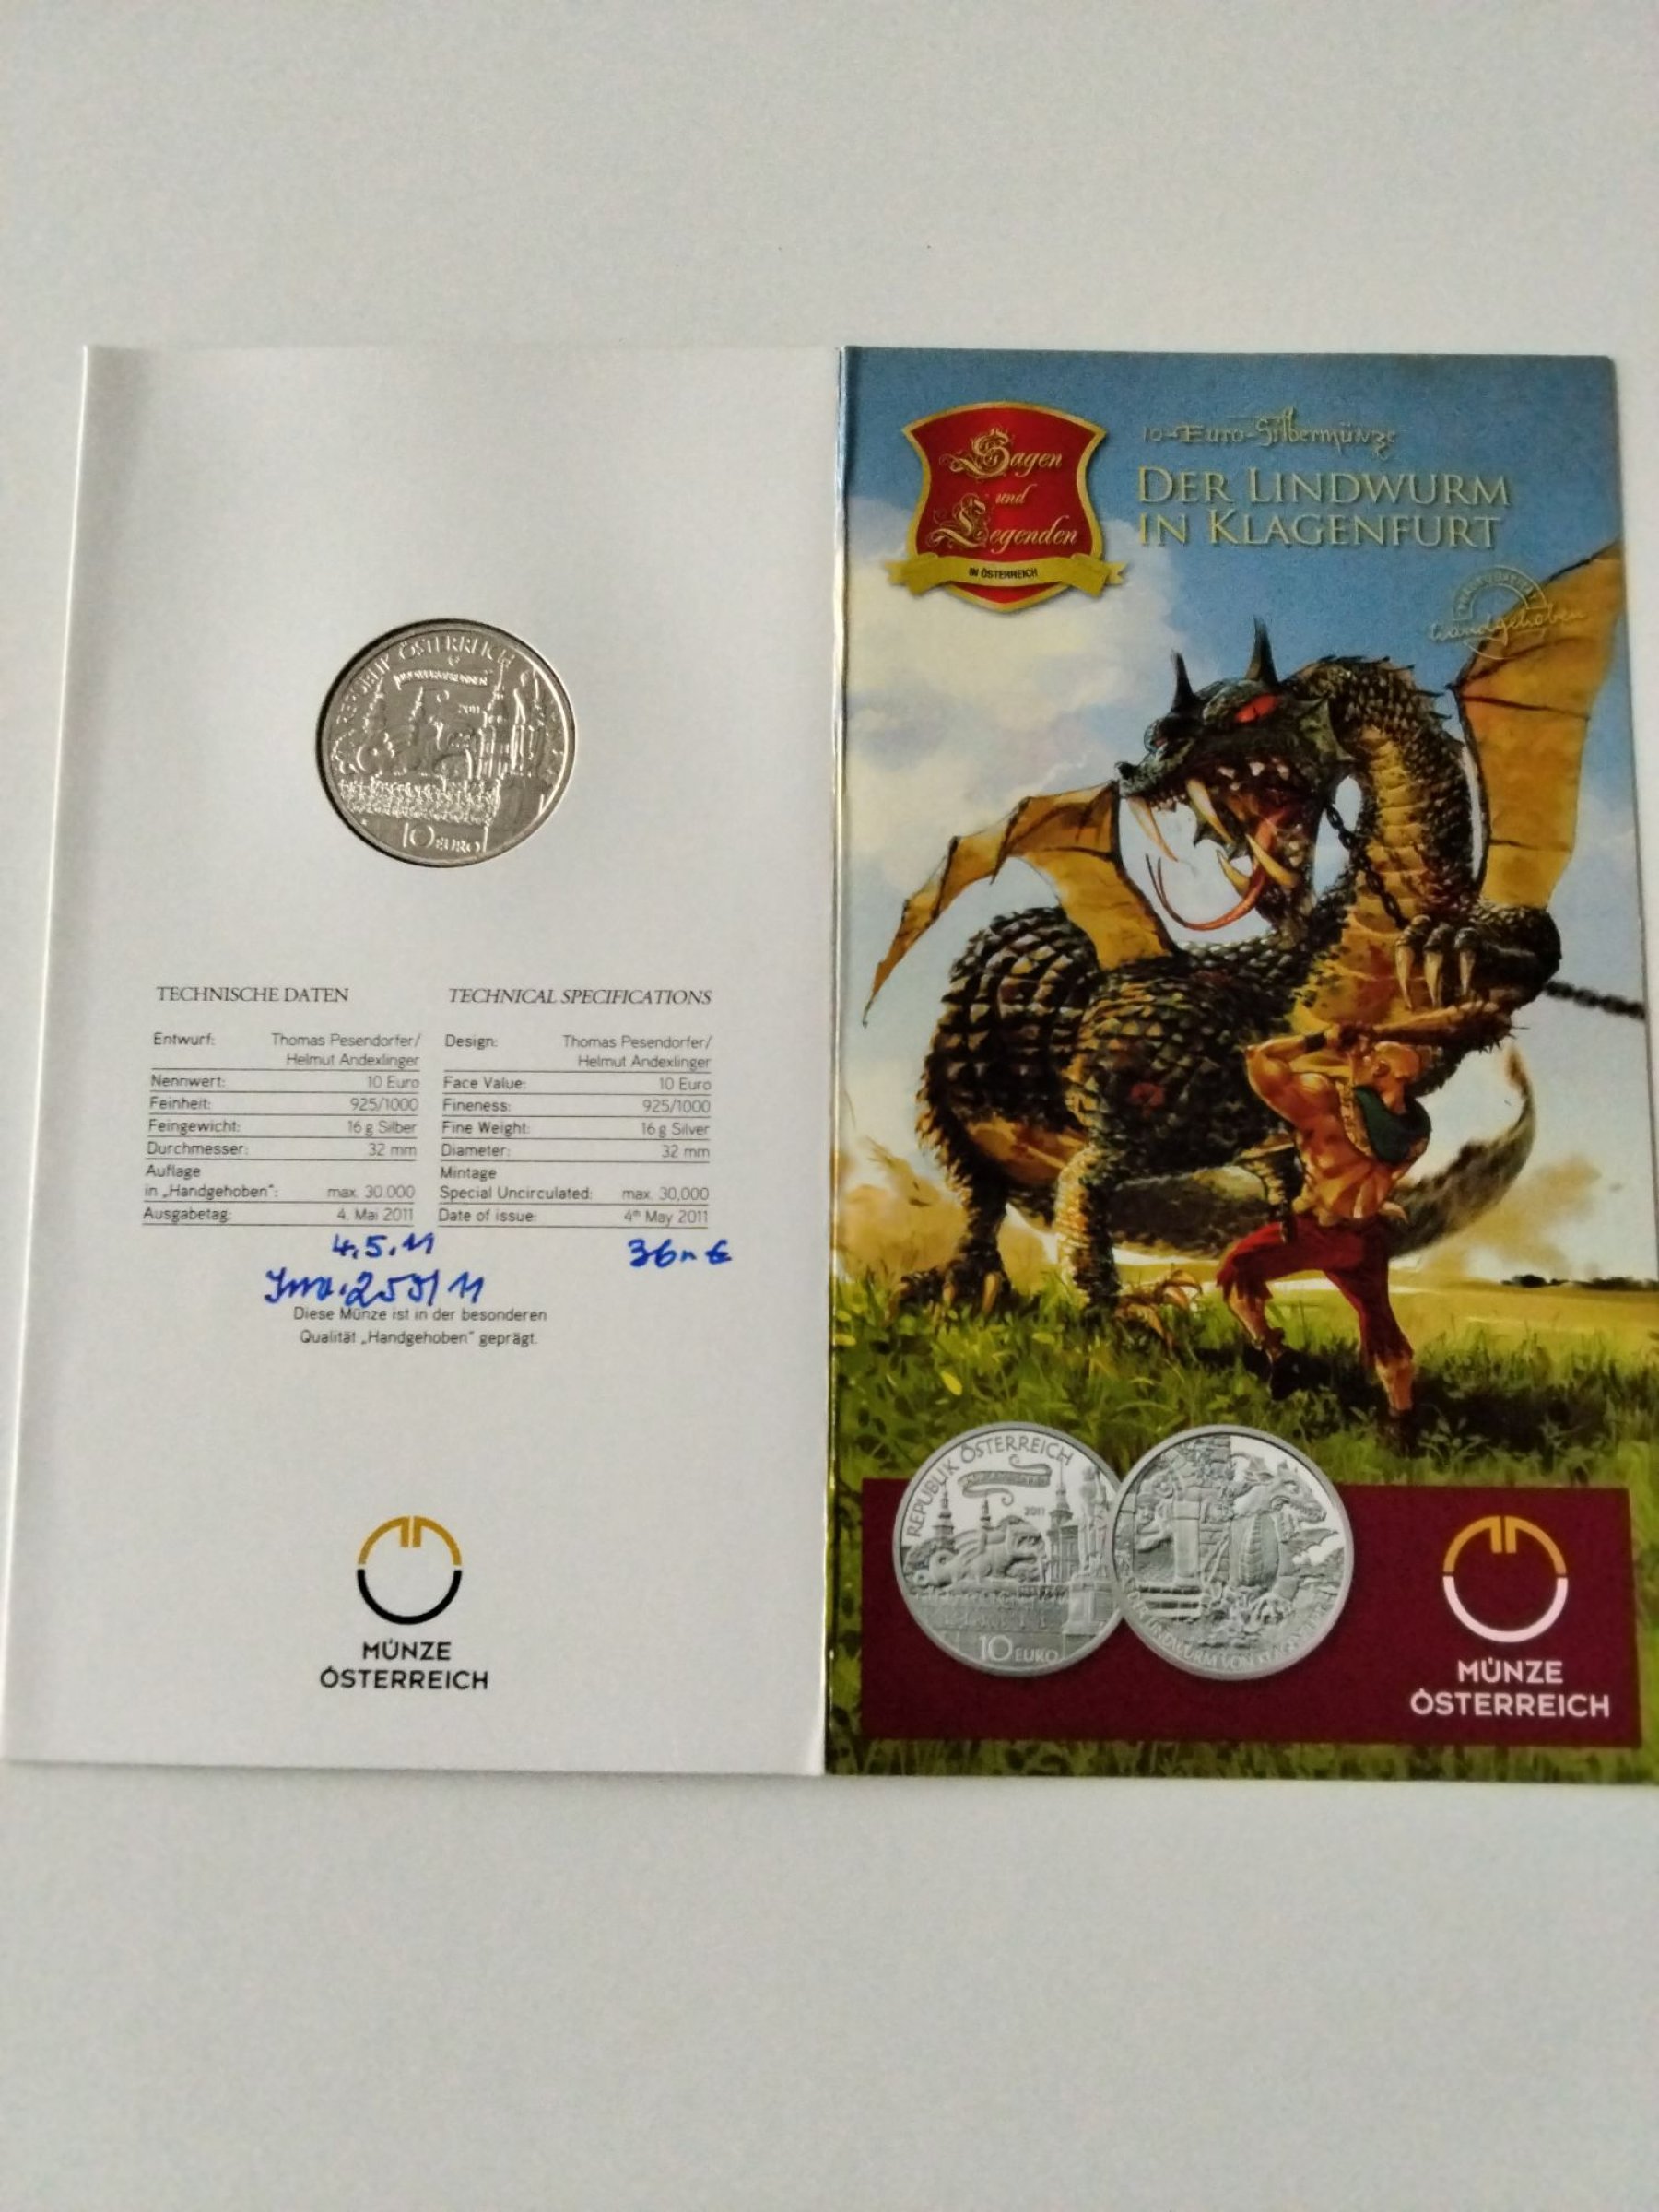 REPUBLIK ÖSTERREICH
2011
10 EURO
TECHNISCHE DATEN
Entwurf: Thomas Pesendorfer/
Helmut Andexlinger
Nennwert: 10 Euro
Feinheit: 925/1000
Feingewicht: 16 g Silber
Durchmesser: 32 mm
Auflage
in „Handgehoben“: max. 30.000
Ausgabetag: 4. Mai 2011
TECHNICAL SPECIFICATIONS
Design: Thomas Pesendorfer/
Helmut Andexlinger
Face Value: 10 Euro
Fineness: 925/1000
Fine Weight: 16 g Silver
Diameter: 32 mm
Mintage
Special Uncirculated: max. 30,000
Date of issue: 4th May 2011
4.5.11
Diese Münze ist in der besonderen
Qualität „Handgehoben“ geprägt.
MÜNZE
ÖSTERREICH
Sagen
und
Legenden
IN ÖSTERREICH
10-Euro-Silbermünze
DER LINDWURM
IN KLAGENFURT
handgehoben
REPUBLIK ÖSTERREICH
2011
10 EURO
MÜNZE
ÖSTERREICH